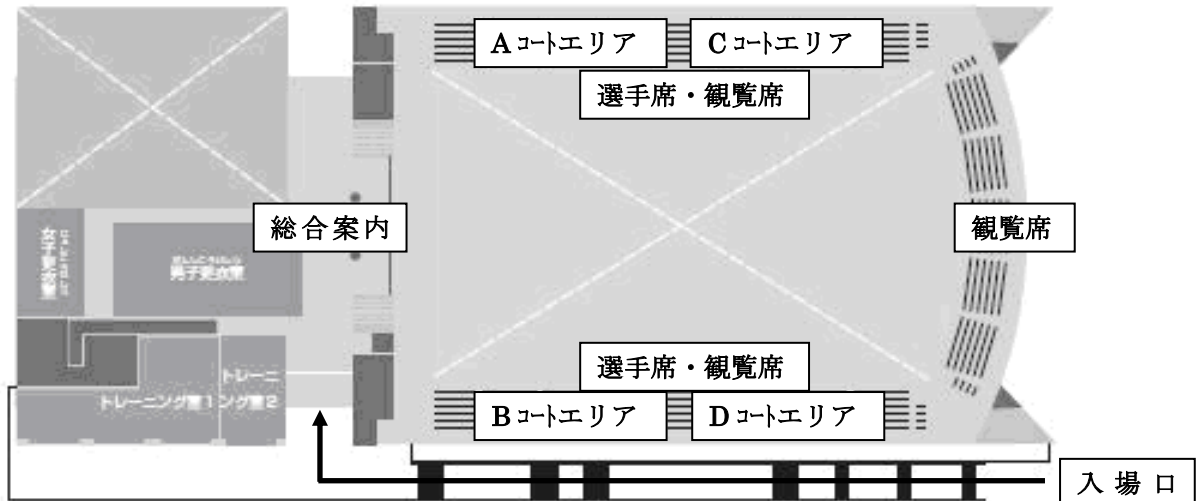 Aコートエリア
Cコートエリア
選手席・観覧席
総合案内
観覧席
女子更衣室
男子更衣室
選手席・観覧席
トレーニ
トレーニング室1 ング室2
Bコートエリア
Dコートエリア
入場口